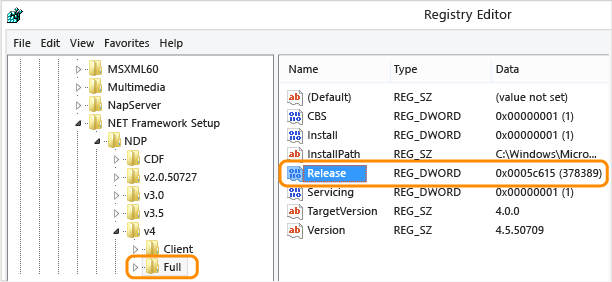 Registry Editor
File Edit View Favorites Help
MSXML60
Multimedia
NapServer
NET Framework Setup
NDP
CDF
v2.0.50727
v3.0
v3.5
v4
Client
Full
Name Type Data
(Default) REG_SZ (value not set)
CBS REG_DWORD 0x00000001 (1)
Install REG_DWORD 0x00000001 (1)
InstallPath REG_SZ C:\Windows\Micro...
Release REG_DWORD 0x0005c615 (378389)
Servicing REG_DWORD 0x00000001 (1)
TargetVersion REG_SZ 4.0.0
Version REG_SZ 4.5.50709